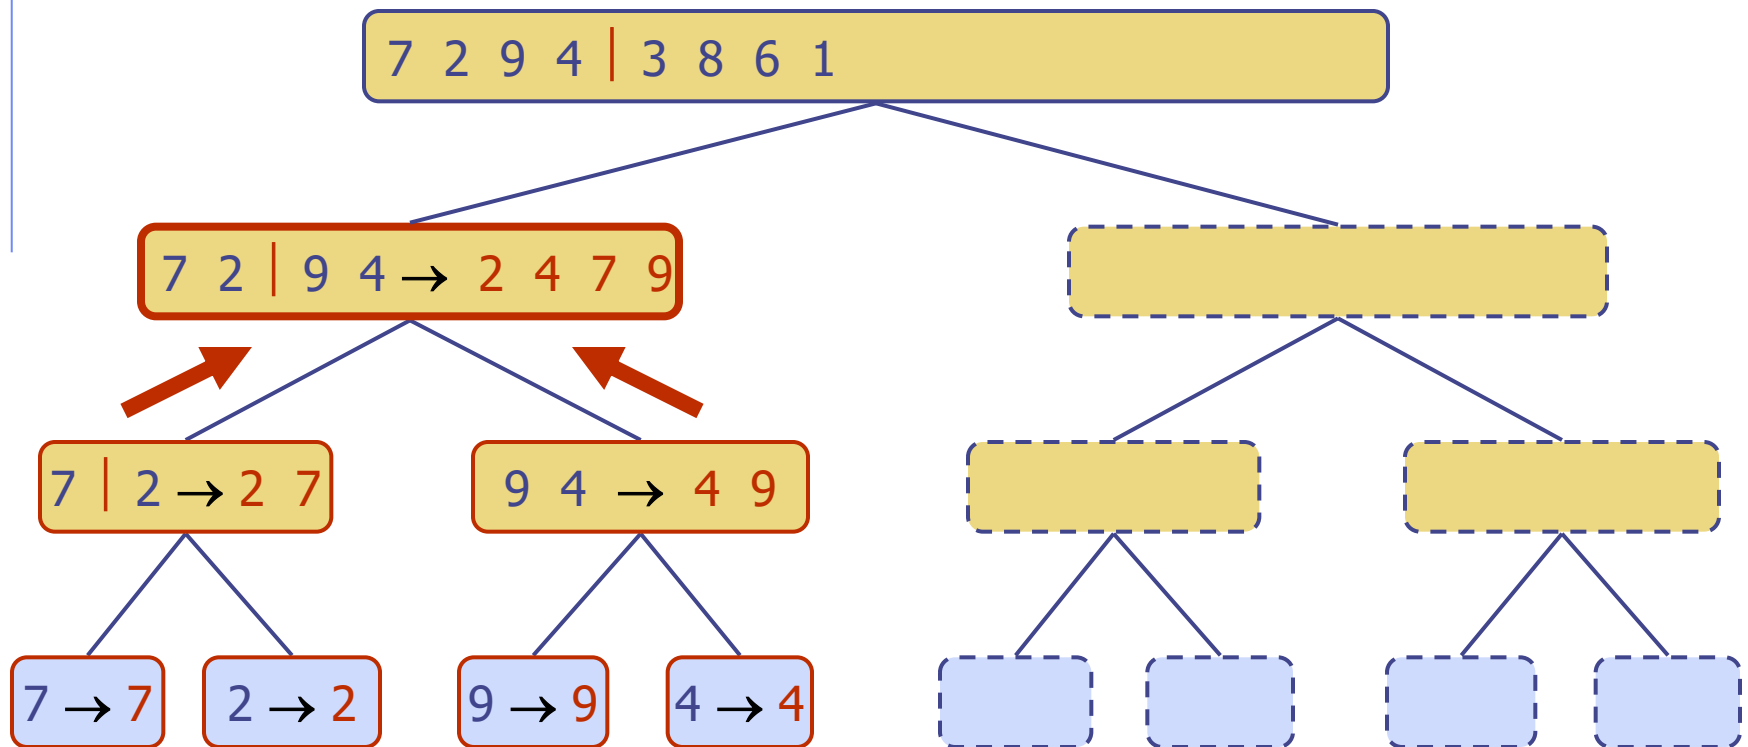 7 2 9 4 | 3 8 6 1
7 2 | 9 4 → 2 4 7 9
7 | 2 → 2 7
9 4 → 4 9
7 → 7
2 → 2
9 → 9
4 → 4